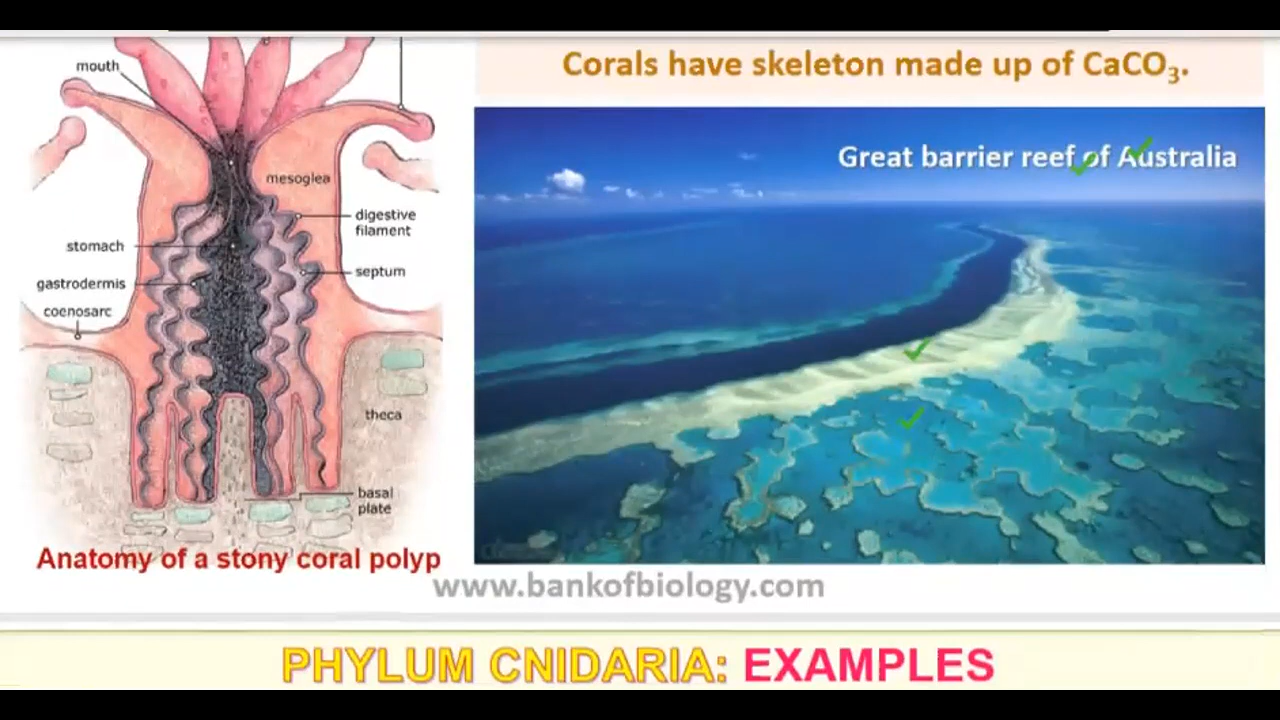 Corals have skeleton made up of CaCO₃.
mouth
mesoglea
digestive
filament
stomach
septum
gastrodermis
coenosarc
theca
basal
plate
Anatomy of a stony coral polyp
Great barrier reef of Australia
www.bankofbiology.com
PHYLUM CNIDARIA: EXAMPLES